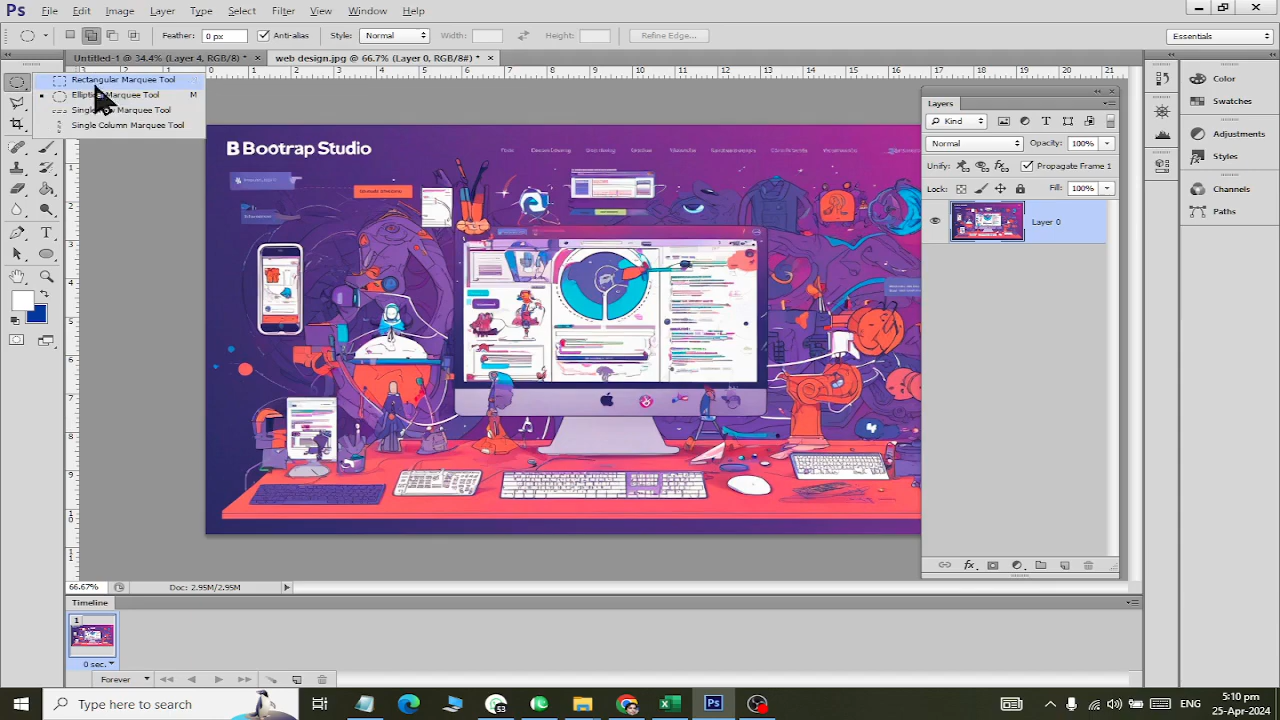 Ps File Edit Image Layer Type Select Filter View Window Help
Feather: 0 px Anti-alias Style: Normal Width: Height: Refine Edge... Essentials
Untitled-1 @ 34.4% (Layer 4, RGB/8) * × web design.jpg @ 66.7% (Layer 0, RGB/8#) * ×
Rectangular Marquee Tool
Elliptical Marquee Tool M
Single Row Marquee Tool
Single Column Marquee Tool
B Bootrap Studio
Layers
Kind
Normal Opacity: 100%
Unify: Propagate Frame 1
Lock: Fill: 100%
Layer 0
Color
Swatches
Adjustments
Styles
Channels
Paths
66.67% Doc: 2.95M/2.95M
Timeline
1
0 sec.
Forever
Type here to search
5:10 pm
25-Apr-2024